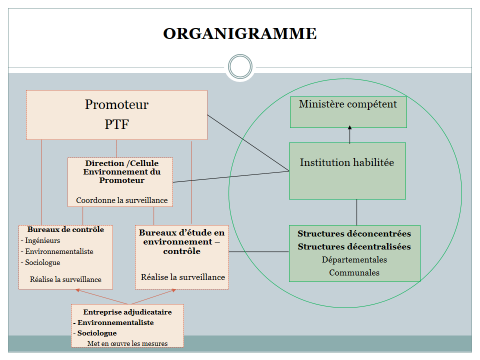 ORGANIGRAMME
Promoteur
PTF
Ministère compétent
Institution habilitée
Direction /Cellule
Environnement du
Promoteur
Coordonne la surveillance
Bureaux de contrôle
- Ingénieurs
- Environnementaliste
- Sociologue
Réalise la surveillance
Bureaux d'étude en
environnement –
contrôle
Réalise la surveillance
Structures déconcentrées
Structures décentralisées
Départementales
Communales
Entreprise adjudicataire
- Environnementaliste
- Sociologue
Met en œuvre les mesures